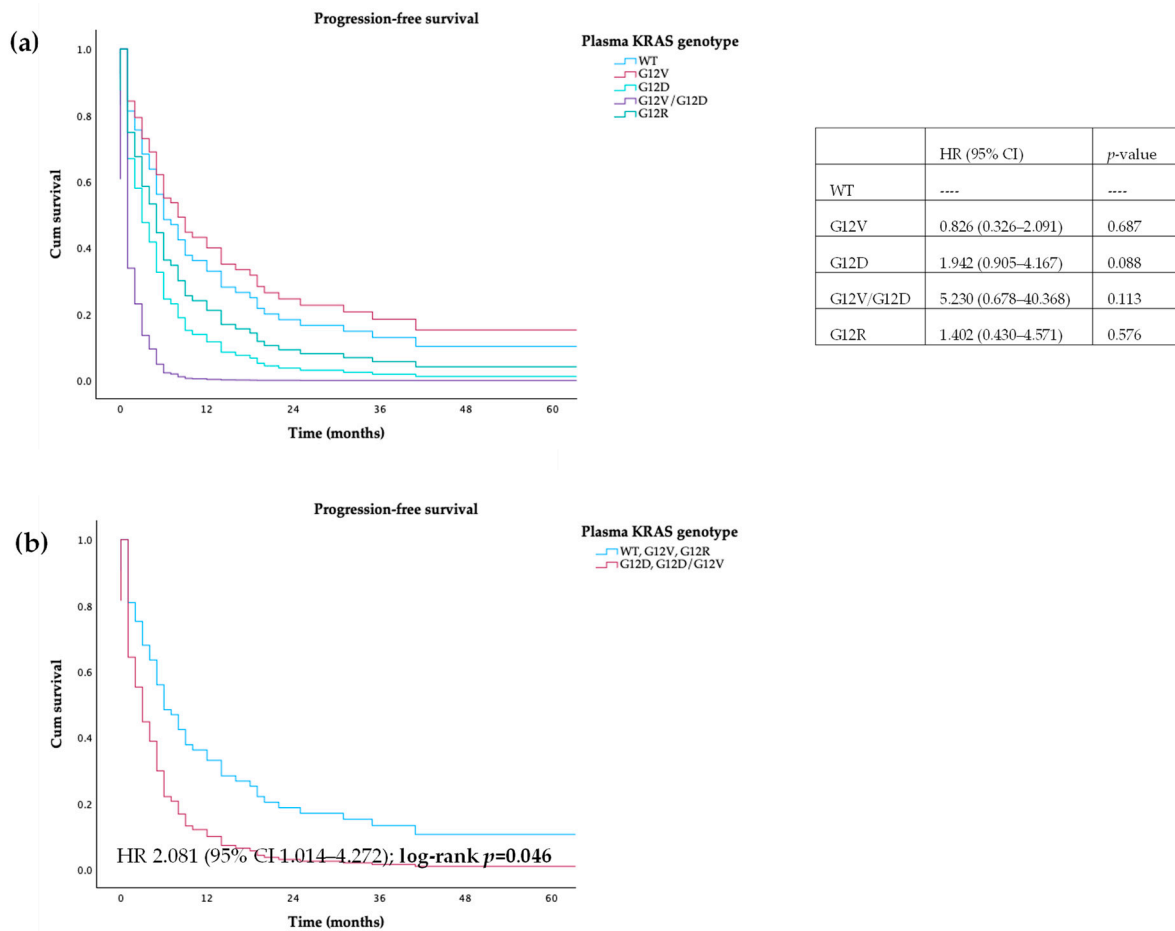 (a)
Progression-free survival
Plasma KRAS genotype
WT
G12V
G12D
G12V/G12D
G12R
1.0
0.8
0.6
0.4
0.2
0.0
Cum survival
0 12 24 36 48 60
Time (months)
HR (95% CI) p-value
WT ---- ----
G12V 0.826 (0.326–2.091) 0.687
G12D 1.942 (0.905–4.167) 0.088
G12V/G12D 5.230 (0.678–40.368) 0.113
G12R 1.402 (0.430–4.571) 0.576
(b)
Progression-free survival
Plasma KRAS genotype
WT, G12V, G12R
G12D, G12D/G12V
1.0
0.8
0.6
0.4
0.2
0.0
Cum survival
HR 2.081 (95% CI 1.014–4.272); log-rank p=0.046
0 12 24 36 48 60
Time (months)